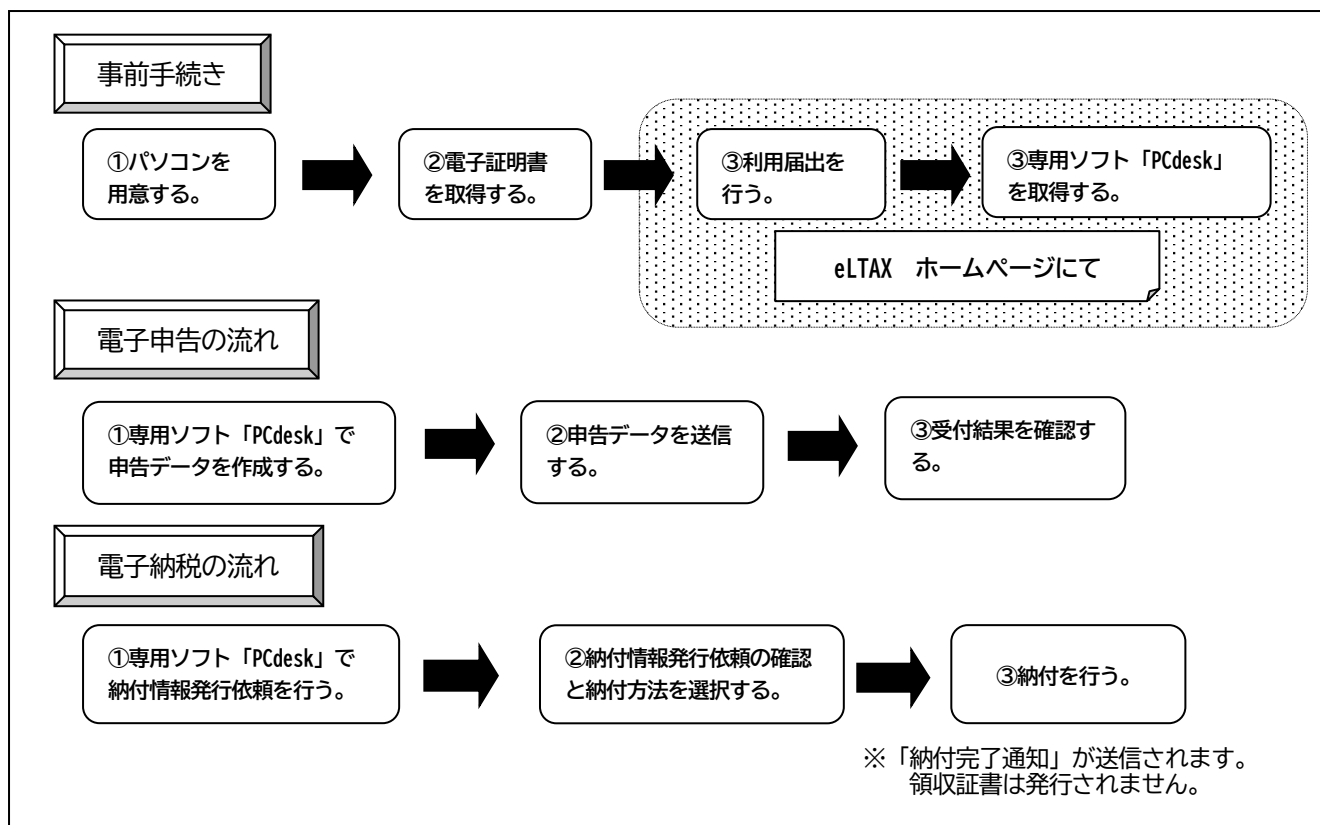 事前手続き
①パソコンを
用意する。
②電子証明書
を取得する。
③利用届出を
行う。
③専用ソフト「PCdesk」
を取得する。
eLTAX　ホームページにて
電子申告の流れ
①専用ソフト「PCdesk」で
申告データを作成する。
②申告データを送信
する。
③受付結果を確認す
る。
電子納税の流れ
①専用ソフト「PCdesk」で
納付情報発行依頼を行う。
②納付情報発行依頼の確認
と納付方法を選択する。
③納付を行う。
※「納付完了通知」が送信されます。
領収証書は発行されません。